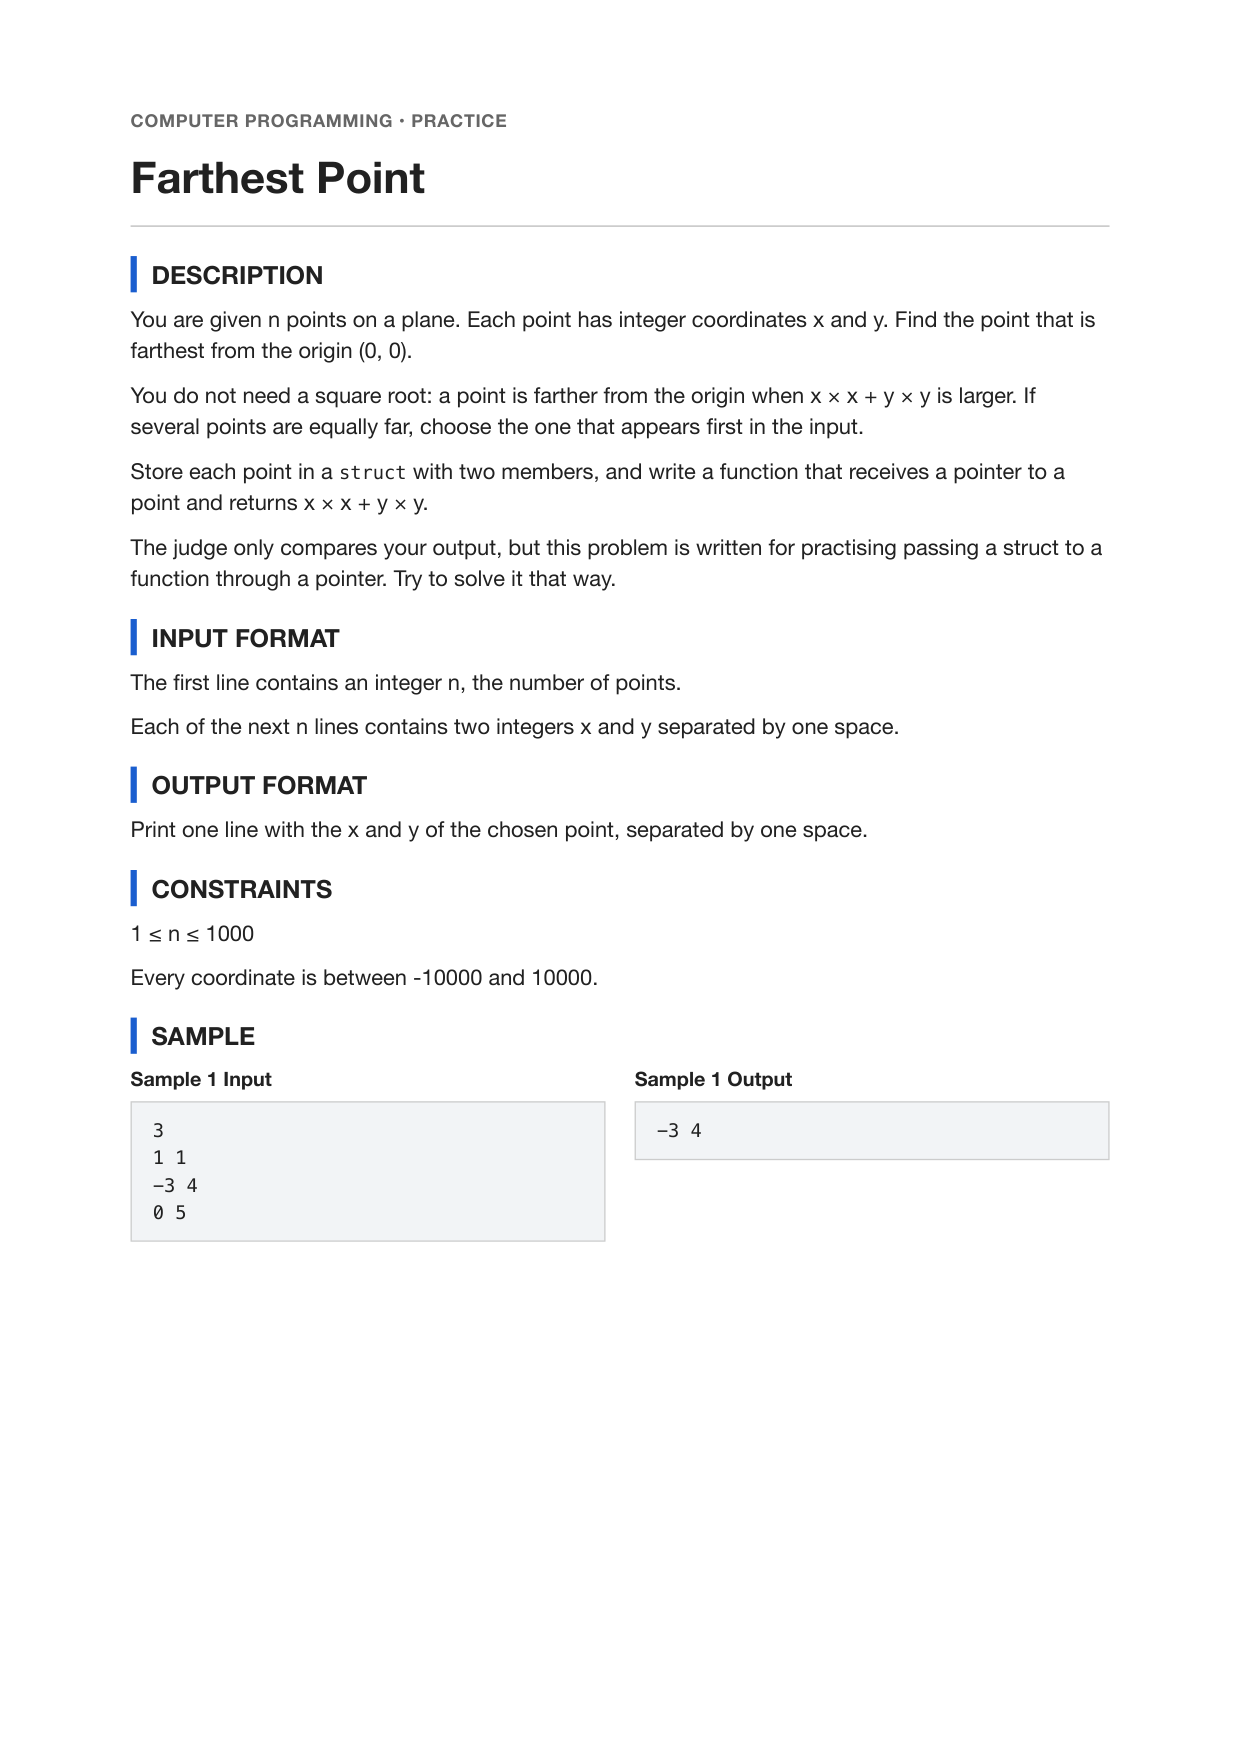 COMPUTER PROGRAMMING • PRACTICE
Farthest Point
DESCRIPTION
You are given n points on a plane. Each point has integer coordinates x and y. Find the point that is
farthest from the origin (0, 0).
You do not need a square root: a point is farther from the origin when x × x + y × y is larger. If
several points are equally far, choose the one that appears first in the input.
Store each point in a struct with two members, and write a function that receives a pointer to a
point and returns x × x + y × y.
The judge only compares your output, but this problem is written for practising passing a struct to a
function through a pointer. Try to solve it that way.
INPUT FORMAT
The first line contains an integer n, the number of points.
Each of the next n lines contains two integers x and y separated by one space.
OUTPUT FORMAT
Print one line with the x and y of the chosen point, separated by one space.
CONSTRAINTS
1 ≤ n ≤ 1000
Every coordinate is between -10000 and 10000.
SAMPLE
Sample 1 Input
3
1 1
-3 4
0 5
Sample 1 Output
-3 4